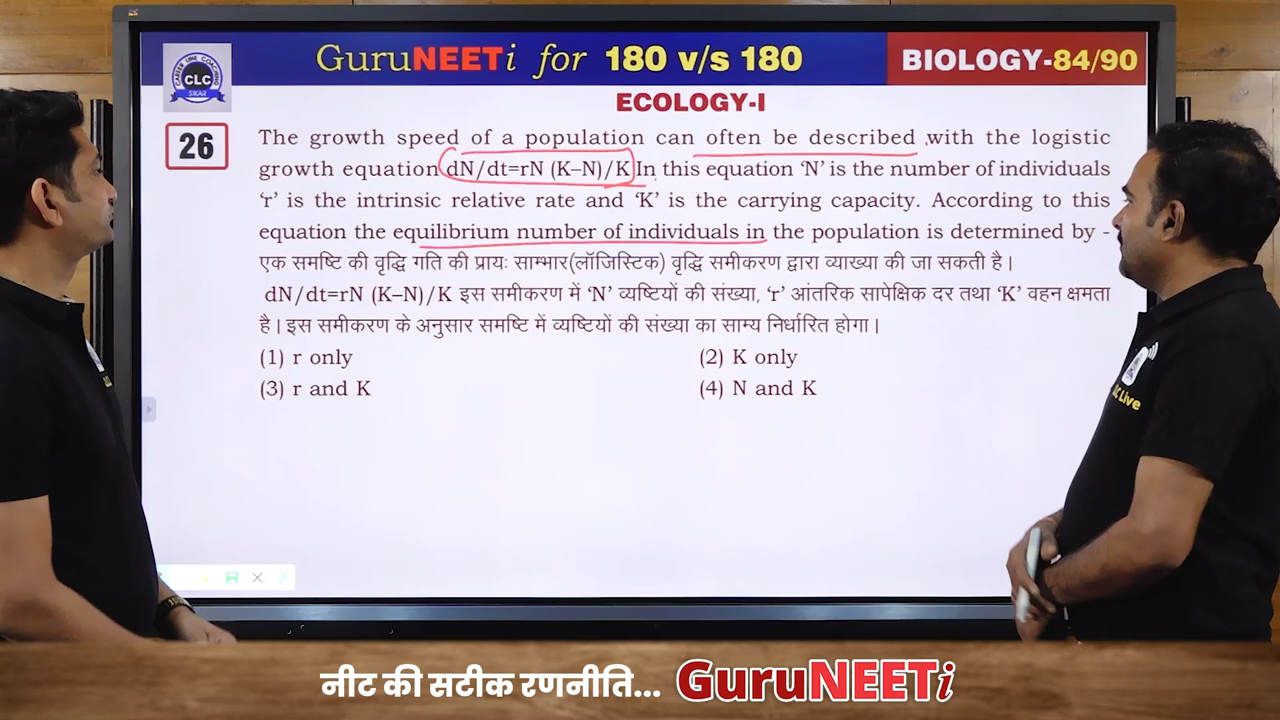 CAREER LINE COACHING
CLC
SIKAR
GuruNEETi for 180 v/s 180
BIOLOGY-84/90
ECOLOGY-I
26
The growth speed of a population can often be described with the logistic
growth equation dN/dt=rN (K–N)/K In this equation ‘N’ is the number of individuals
‘r’ is the intrinsic relative rate and ‘K’ is the carrying capacity. According to this
equation the equilibrium number of individuals in the population is determined by -
एक समष्टि की वृद्धि गति की प्रायः साम्भार(लॉजिस्टिक) वृद्धि समीकरण द्वारा व्याख्या की जा सकती है।
dN/dt=rN (K–N)/K इस समीकरण में ‘N’ व्यष्टियों की संख्या, ‘r’ आंतरिक सापेक्षिक दर तथा ‘K’ वहन क्षमता
है। इस समीकरण के अनुसार समष्टि में व्यष्टियों की संख्या का साम्य निर्धारित होगा।
(1) r only
(2) K only
(3) r and K
(4) N and K
Live
नीट की सटीक रणनीति... GuruNEETi